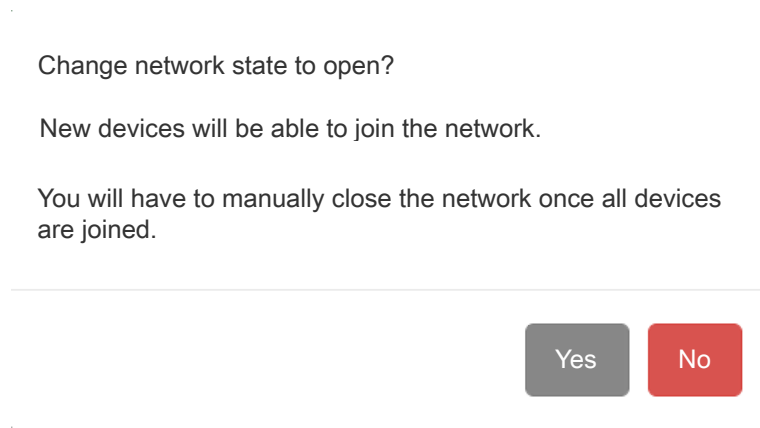 Change network state to open?
New devices will be able to join the network.
You will have to manually close the network once all devices
are joined.
Yes No